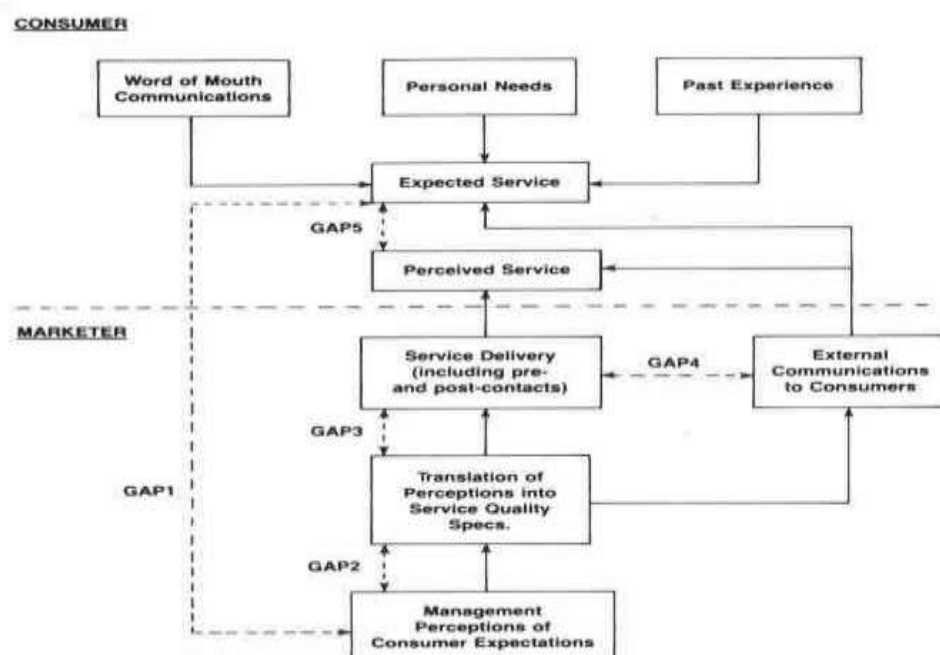 CONSUMER
Word of Mouth
Communications
Personal Needs
Past Experience
Expected Service
GAP5
Perceived Service
MARKETER
Service Delivery
(including pre-
and post-contacts)
GAP4
External
Communications
to Consumers
GAP3
GAP1
Translation of
Perceptions into
Service Quality
Specs.
GAP2
Management
Perceptions of
Consumer Expectations